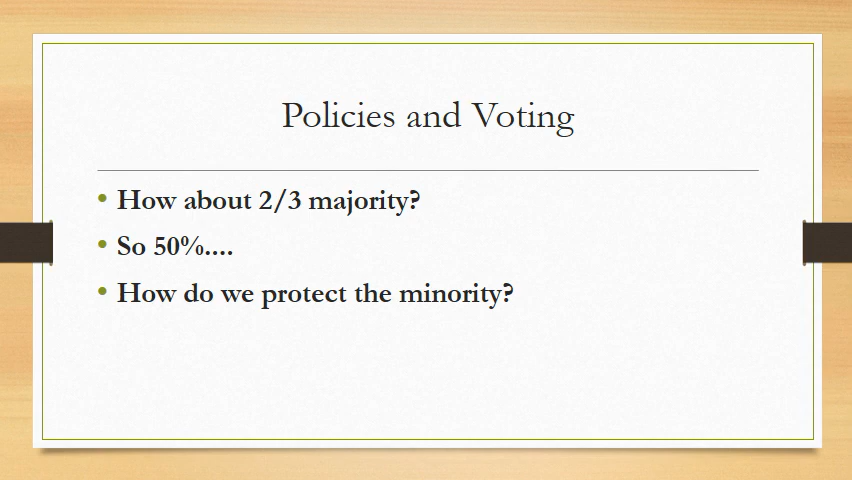 Policies and Voting
• How about 2/3 majority?
• So 50%....
• How do we protect the minority?